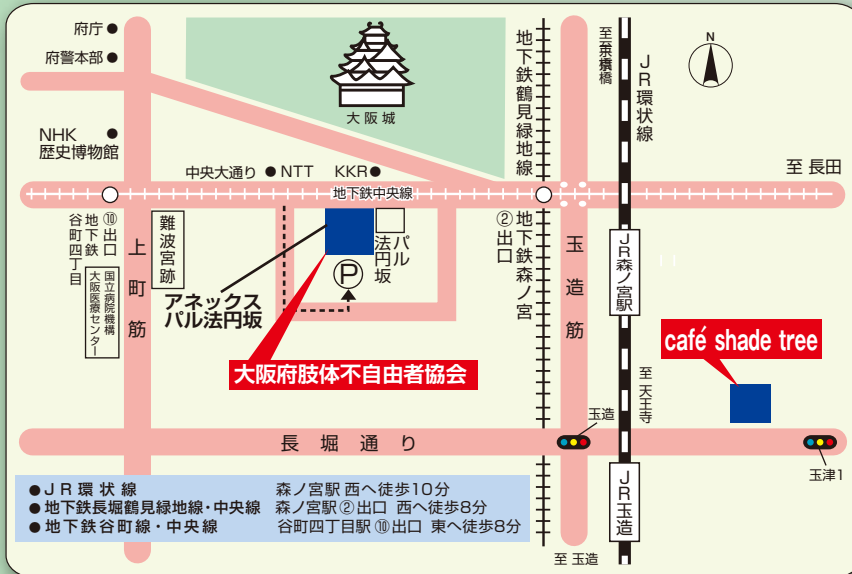 府庁
府警本部
NHK
歴史博物館
大阪城
地下鉄鶴見緑地線
至 京橋
JR環状線
N
中央大通り
NTT
KKR
至 長田
地下鉄中央線
⑩出口
地下鉄
谷町四丁目
国立病院機構
大阪医療センター
上町筋
難波宮跡
パル
法円坂
P
アネックス
パル法円坂
大阪府肢体不自由者協会
地下鉄森ノ宮
②出口
玉造筋
JR森ノ宮駅
café shade tree
至 天王寺
玉造
長堀通り
玉津1
JR玉造
至 玉造
●JR環状線 森ノ宮駅 西へ徒歩10分
●地下鉄長堀鶴見緑地線・中央線 森ノ宮駅②出口 西へ徒歩8分
●地下鉄谷町線・中央線 谷町四丁目駅⑩出口 東へ徒歩8分